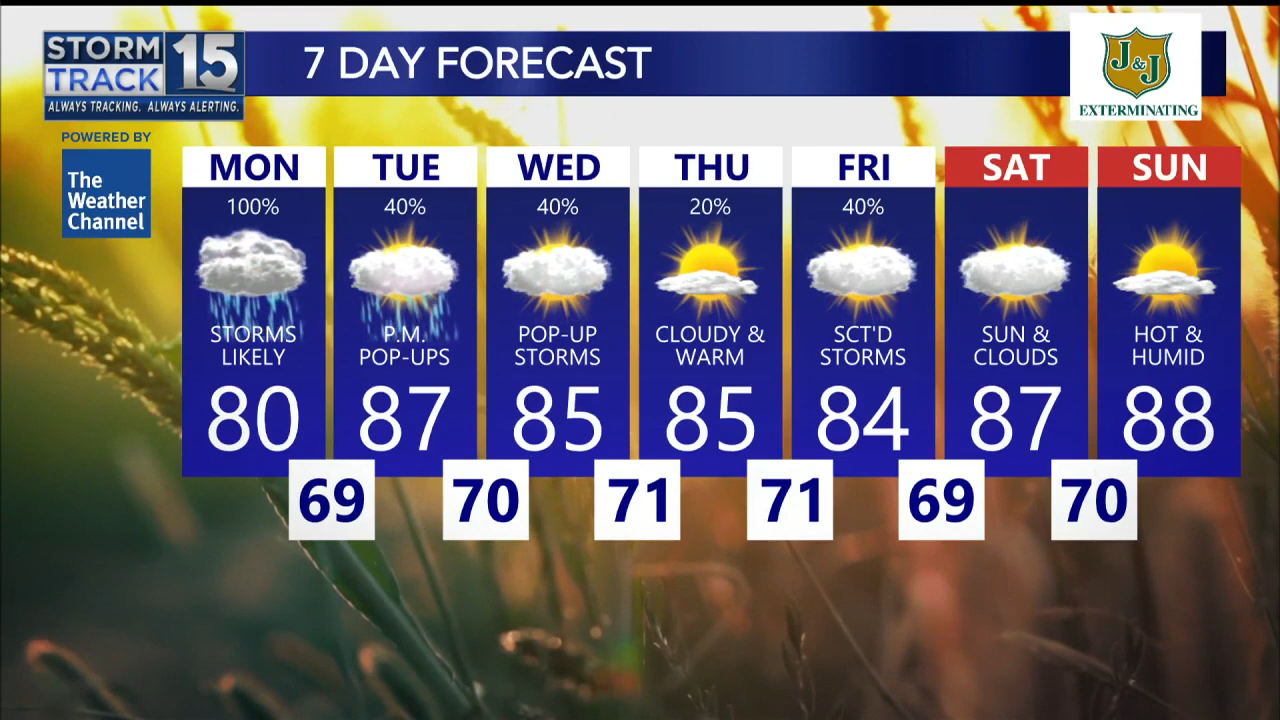 STORM
TRACK 15
ALWAYS TRACKING. ALWAYS ALERTING.
7 DAY FORECAST
J&J
EXTERMINATING
POWERED BY
The
Weather
Channel
MON TUE WED THU FRI SAT SUN
100% 40% 40% 20% 40%
STORMS
LIKELY
P.M.
POP-UPS
POP-UP
STORMS
CLOUDY &
WARM
SCT'D
STORMS
SUN &
CLOUDS
HOT &
HUMID
80 87 85 85 84 87 88
69 70 71 71 69 70